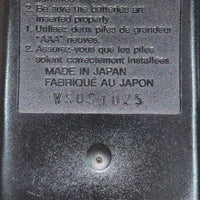 2. Be sure the batteries are
inserted properly.
1. Utilisez deux piles de grandeur
"AAA" neuves.
2. Assurez-vous que les piles
soient correctement installées.
MADE IN JAPAN
FABRIQUÉ AU JAPON